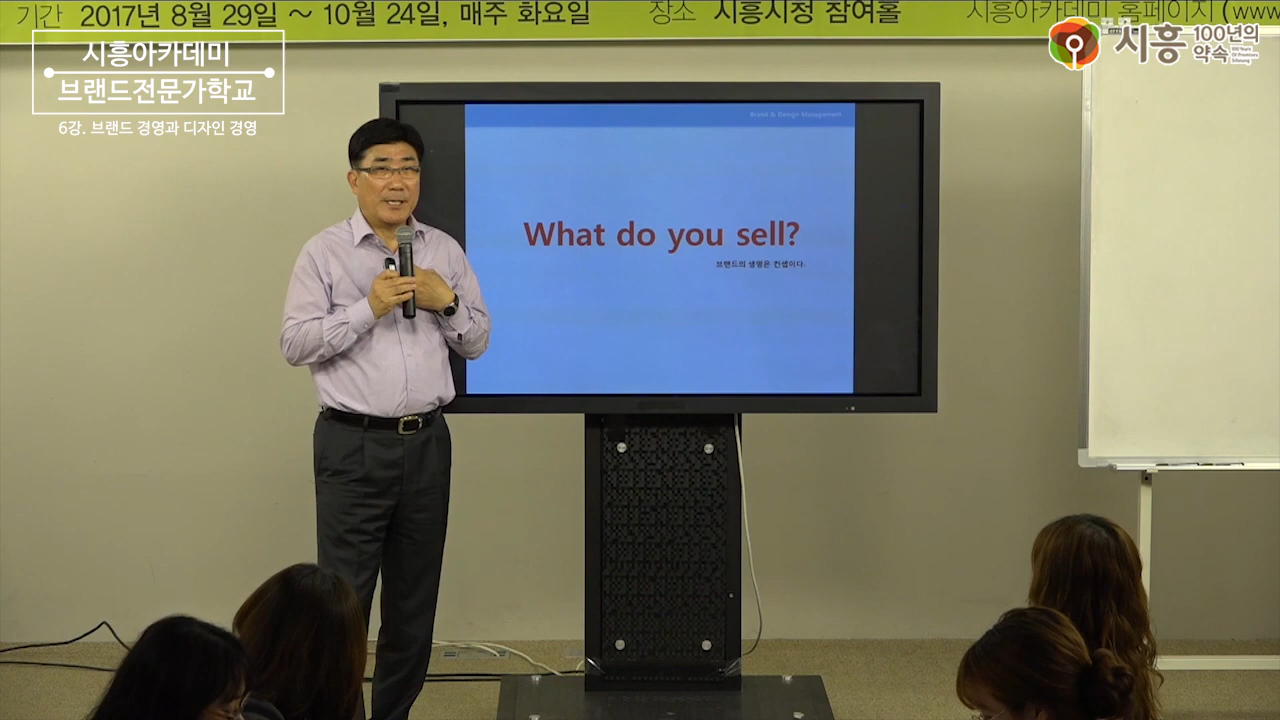 기간 2017년 8월 29일 ~ 10월 24일, 매주 화요일 장소 시흥시청 참여홀 시흥아카데미 홈페이지 (www.
시흥아카데미
브랜드전문가학교
6강. 브랜드 경영과 디자인 경영
시흥 100년의
약속
Brand & Design Management
What do you sell?
브랜드의 생명은 컨셉이다.